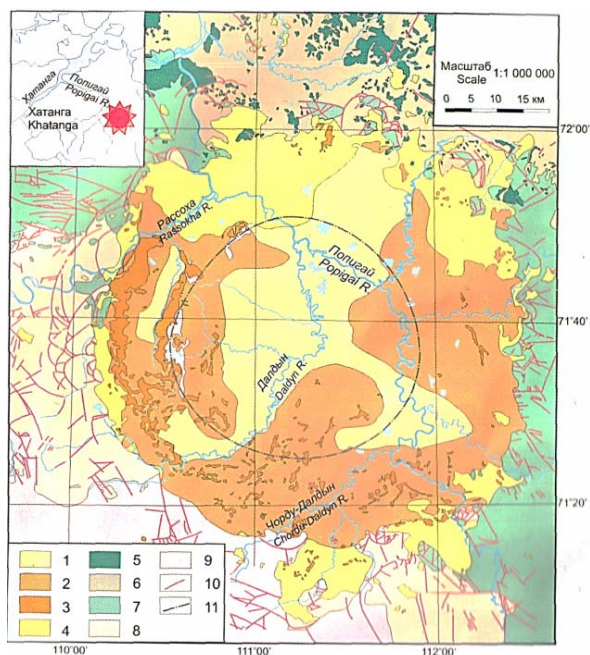 Хатанга
Попигай
Popigai R.
Хатанга
Khatanga
Масштаб 1:1 000 000
Scale
0 5 10 15 км
72°00'
Рассоха
Rassokha R.
Попигай
Popigai R.
71°40'
Далдын
Daldyn R.
71°20'
Чорду-Далдын
Chordu-Daldyn R.
1 5 9
2 6 10
3 7 11
4 8
110°00' 111°00' 112°00'